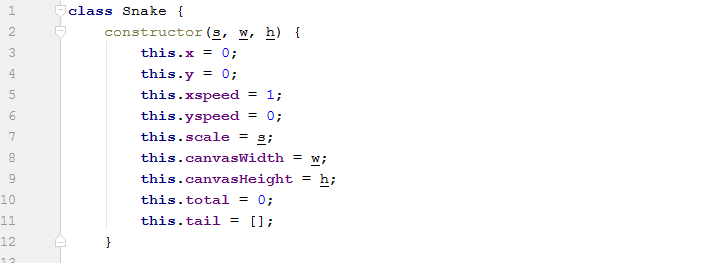 1 class Snake {
2 constructor(s, w, h) {
3 this.x = 0;
4 this.y = 0;
5 this.xspeed = 1;
6 this.yspeed = 0;
7 this.scale = s;
8 this.canvasWidth = w;
9 this.canvasHeight = h;
10 this.total = 0;
11 this.tail = [];
12 }
13